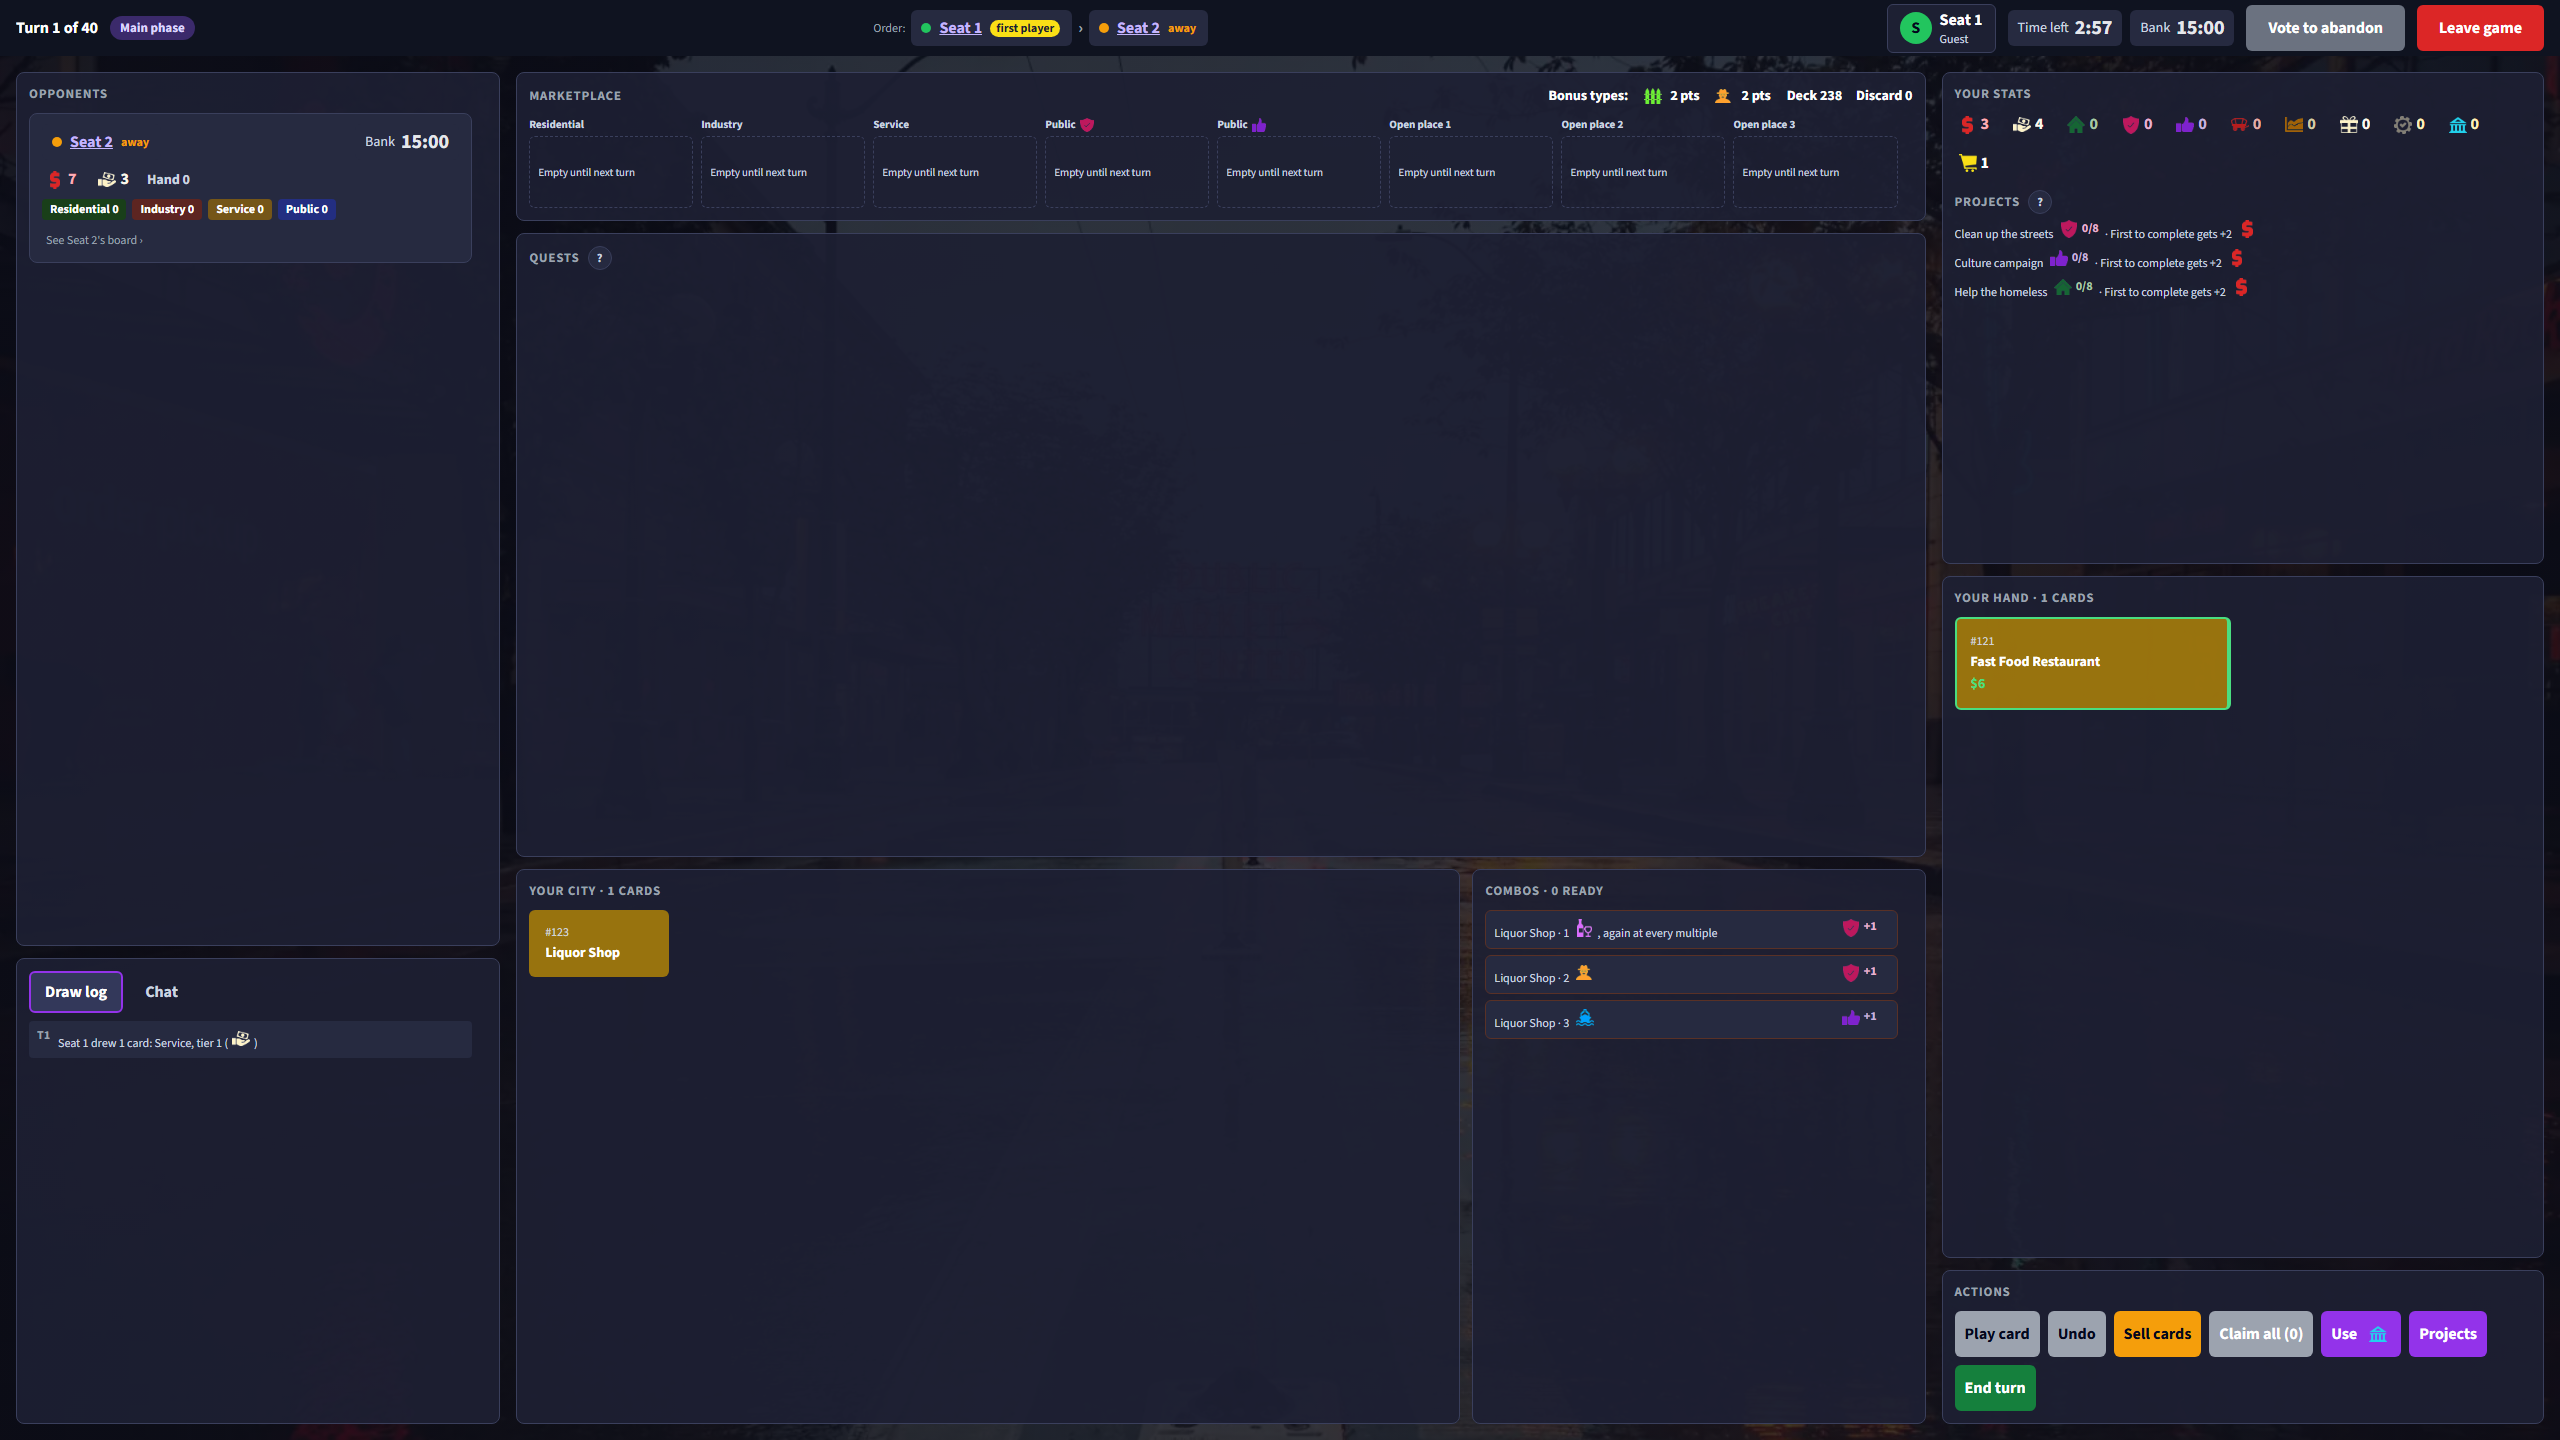 Turn 1 of 40 Main phase
Order: Seat 1 first player › Seat 2 away
S Seat 1 Guest Time left 2:57 Bank 15:00 Vote to abandon Leave game
OPPONENTS
Seat 2 away Bank 15:00
$ 7 3 Hand 0
Residential 0 Industry 0 Service 0 Public 0
See Seat 2's board ›
Draw log Chat
T1 Seat 1 drew 1 card: Service, tier 1 ( )
MARKETPLACE Bonus types: 2 pts 2 pts Deck 238 Discard 0
Residential Industry Service Public Public Open place 1 Open place 2 Open place 3
Empty until next turn Empty until next turn Empty until next turn Empty until next turn Empty until next turn Empty until next turn Empty until next turn Empty until next turn
QUESTS ?
YOUR CITY · 1 CARDS
#123
Liquor Shop
COMBOS · 0 READY
Liquor Shop · 1 , again at every multiple +1
Liquor Shop · 2 +1
Liquor Shop · 3 +1
YOUR STATS
$ 3 4 0 0 0 0 0 0 0 0
1
PROJECTS ?
Clean up the streets 0/8 · First to complete gets +2 $
Culture campaign 0/8 · First to complete gets +2 $
Help the homeless 0/8 · First to complete gets +2 $
YOUR HAND · 1 CARDS
#121
Fast Food Restaurant
$6
ACTIONS
Play card Undo Sell cards Claim all (0) Use Projects
End turn